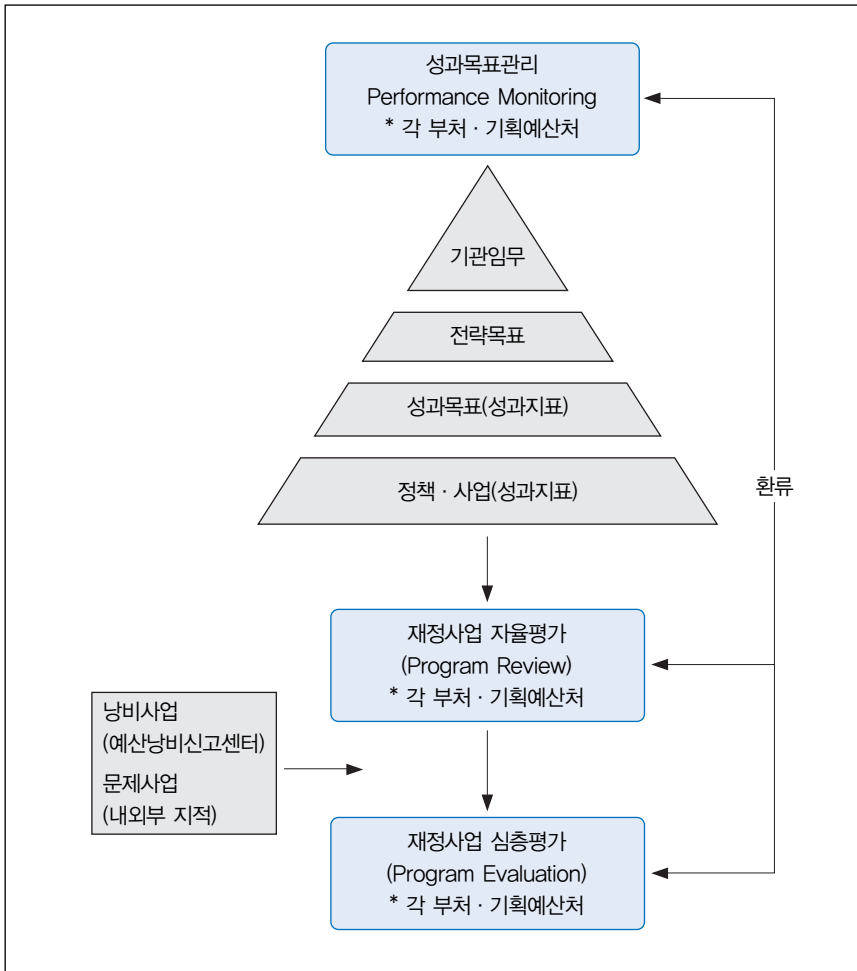 성과목표관리
Performance Monitoring
* 각 부처 · 기획예산처
기관임무
전략목표
성과목표(성과지표)
정책 · 사업(성과지표)
환류
재정사업 자율평가
(Program Review)
* 각 부처 · 기획예산처
낭비사업
(예산낭비신고센터)
문제사업
(내외부 지적)
재정사업 심층평가
(Program Evaluation)
* 각 부처 · 기획예산처